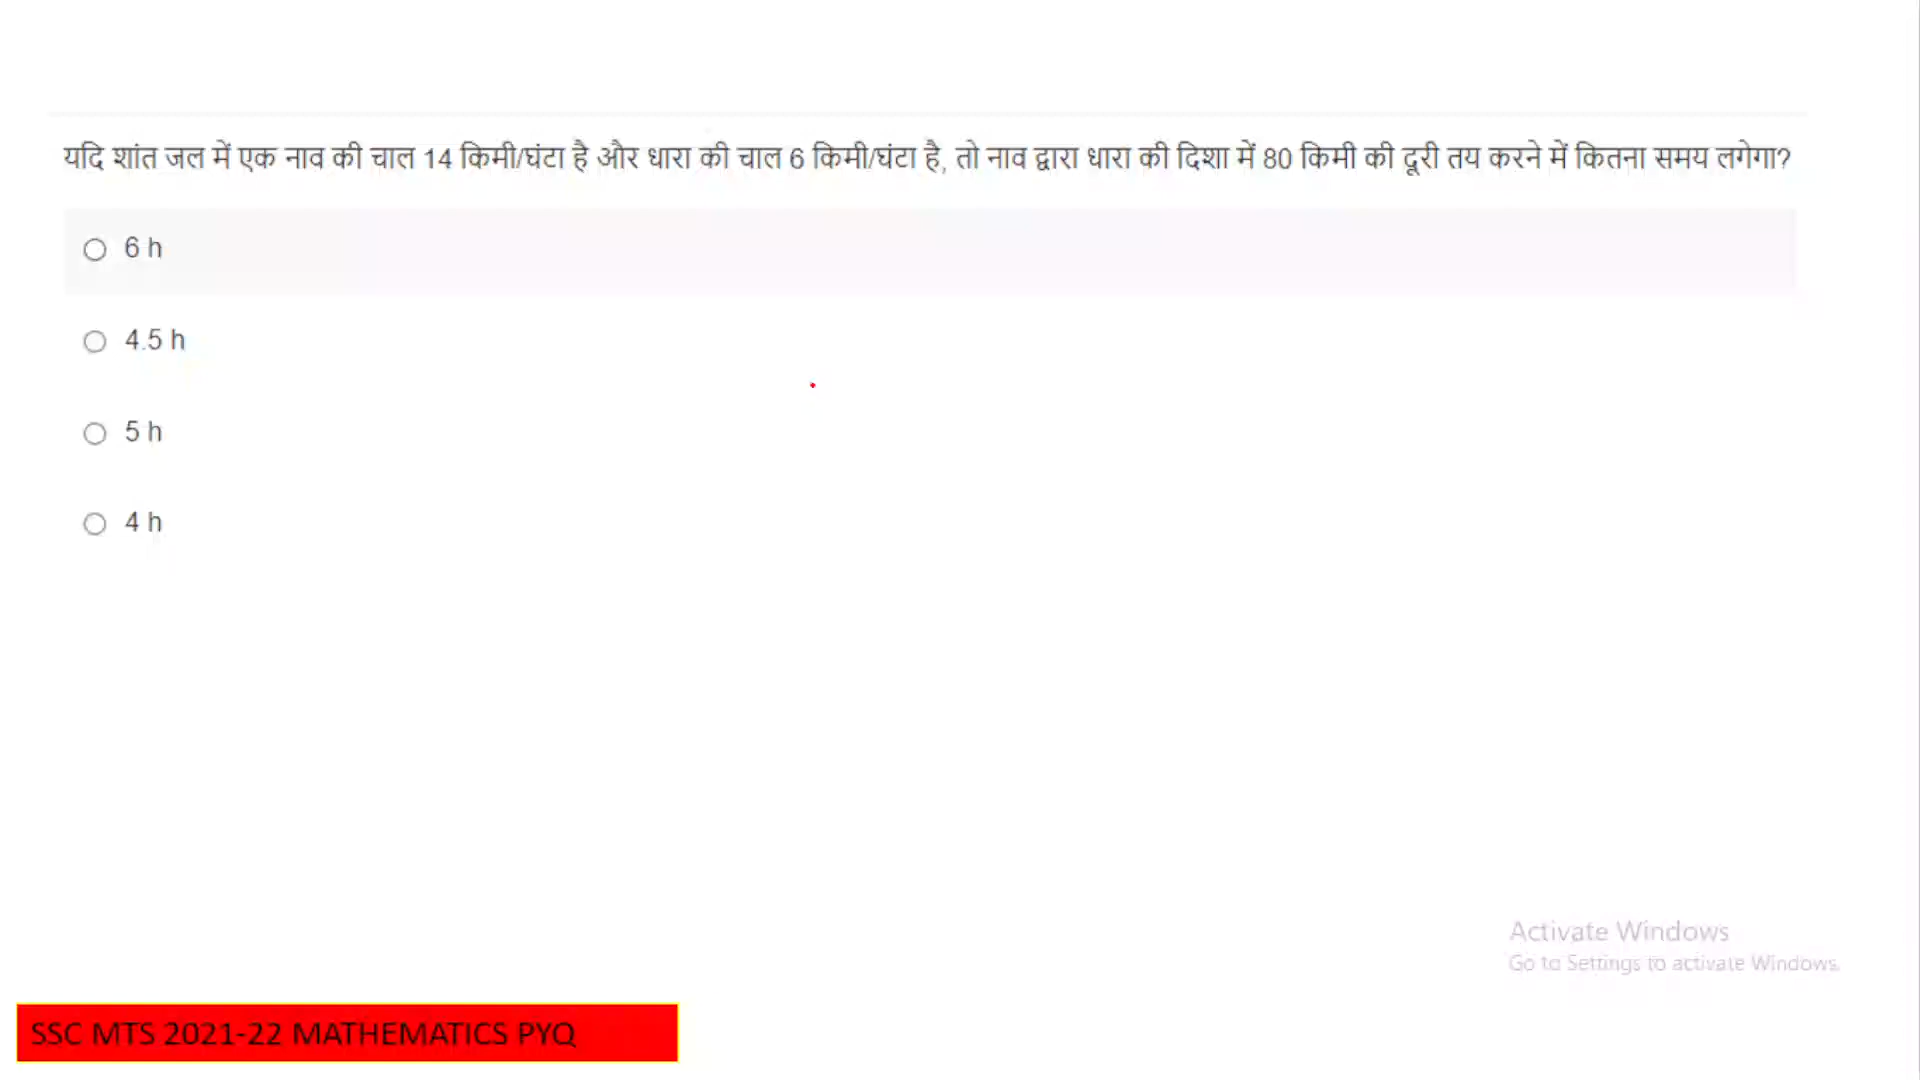 यदि शांत जल में एक नाव की चाल 14 किमी/घंटा है और धारा की चाल 6 किमी/घंटा है, तो नाव द्वारा धारा की दिशा में 80 किमी की दूरी तय करने में कितना समय लगेगा?
6 h
4.5 h
5 h
4 h
Activate Windows
Go to Settings to activate Windows.
SSC MTS 2021-22 MATHEMATICS PYQ